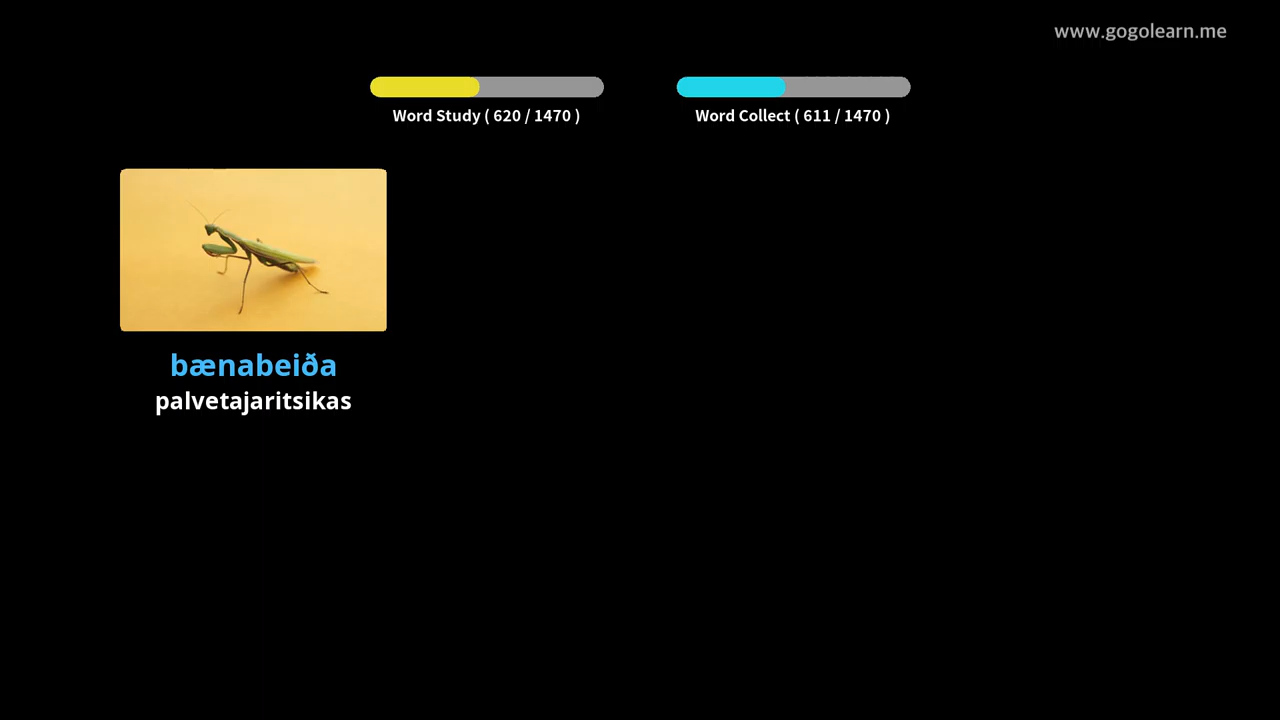 www.gogolearn.me
Word Study ( 620 / 1470 )
Word Collect ( 611 / 1470 )
bænabeiða
palvetajaritsikas